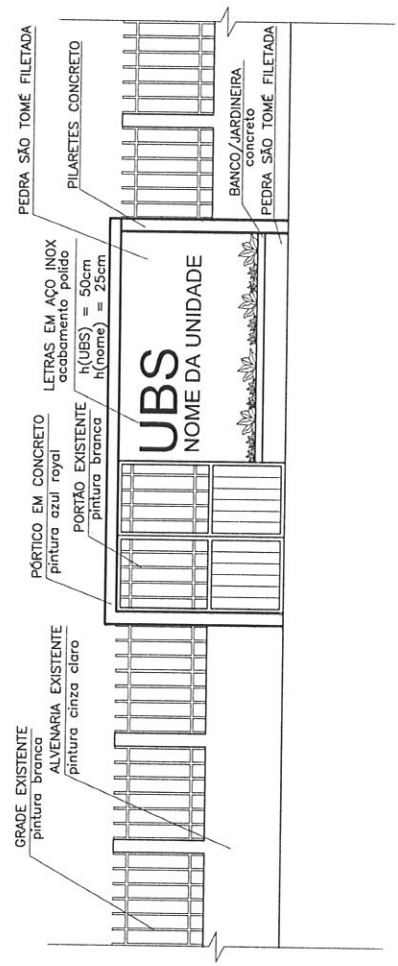 GRADE EXISTENTE
pintura branca
ALVENARIA EXISTENTE
pintura cinza claro
PÓRTICO EM CONCRETO
pintura azul royal
PORTÃO EXISTENTE
pintura branca
LETRAS EM AÇO INOX
acabamento polido
h(UBS) = 50cm
h(nome) = 25cm
PEDRA SÃO TOMÉ FILETADA
PILARETES CONCRETO
UBS
NOME DA UNIDADE
BANCO/JARDINEIRA
concreto
PEDRA SÃO TOMÉ FILETADA